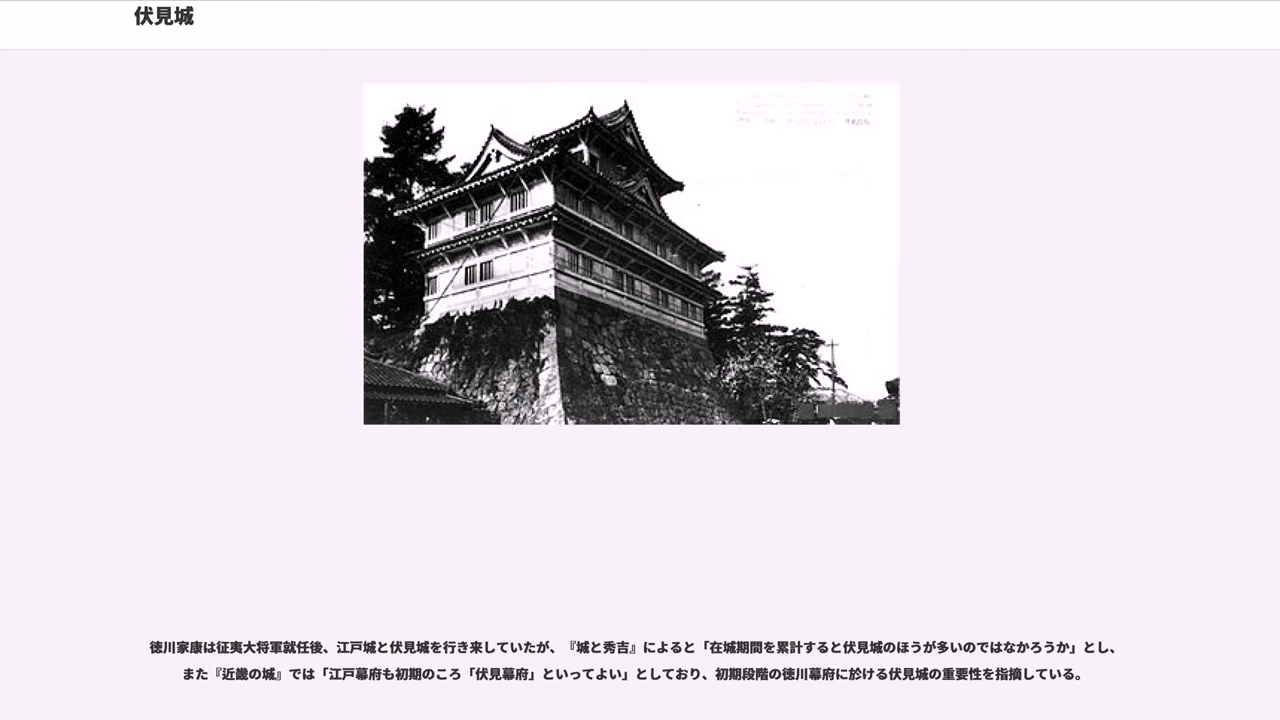 伏見城
徳川家康は征夷大将軍就任後、江戸城と伏見城を行き来していたが、『城と秀吉』によると「在城期間を累計すると伏見城のほうが多いのではなかろうか」とし、
また『近畿の城』では「江戸幕府も初期のころ「伏見幕府」といってよい」としており、初期段階の徳川幕府に於ける伏見城の重要性を指摘している。